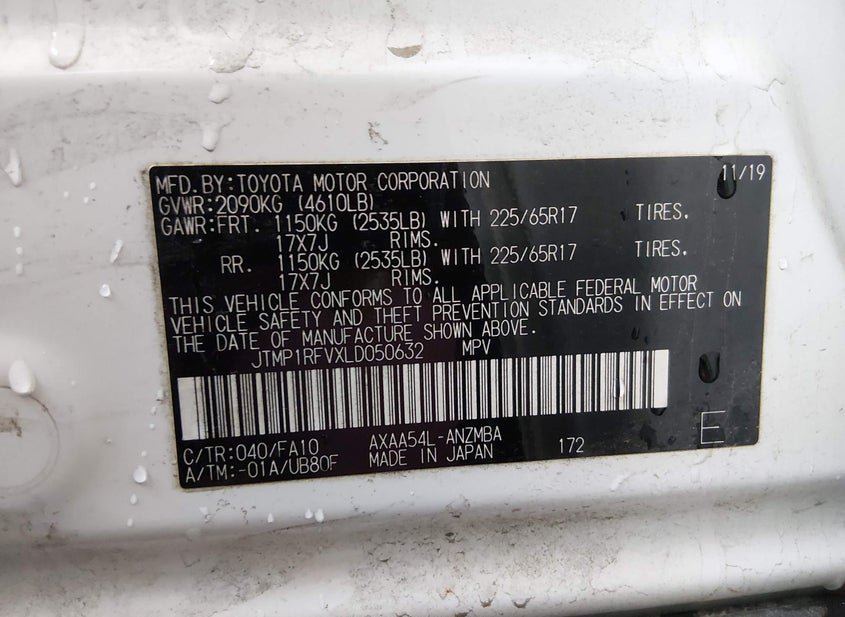 MFD.BY:TOYOTA MOTOR CORPORATION 11/19
GVWR:2090KG (4610LB)
GAWR:FRT. 1150KG (2535LB) WITH 225/65R17 TIRES.
17X7J RIMS.
RR. 1150KG (2535LB) WITH 225/65R17 TIRES.
17X7J RIMS.
THIS VEHICLE CONFORMS TO ALL APPLICABLE FEDERAL MOTOR
VEHICLE SAFETY AND THEFT PREVENTION STANDARDS IN EFFECT ON
THE DATE OF MANUFACTURE SHOWN ABOVE.
JTMP1RFVXLD050632 MPV
C/TR:040/FA10 AXAA54L-ANZMBA 172 E
A/TM:-01A/UB80F MADE IN JAPAN